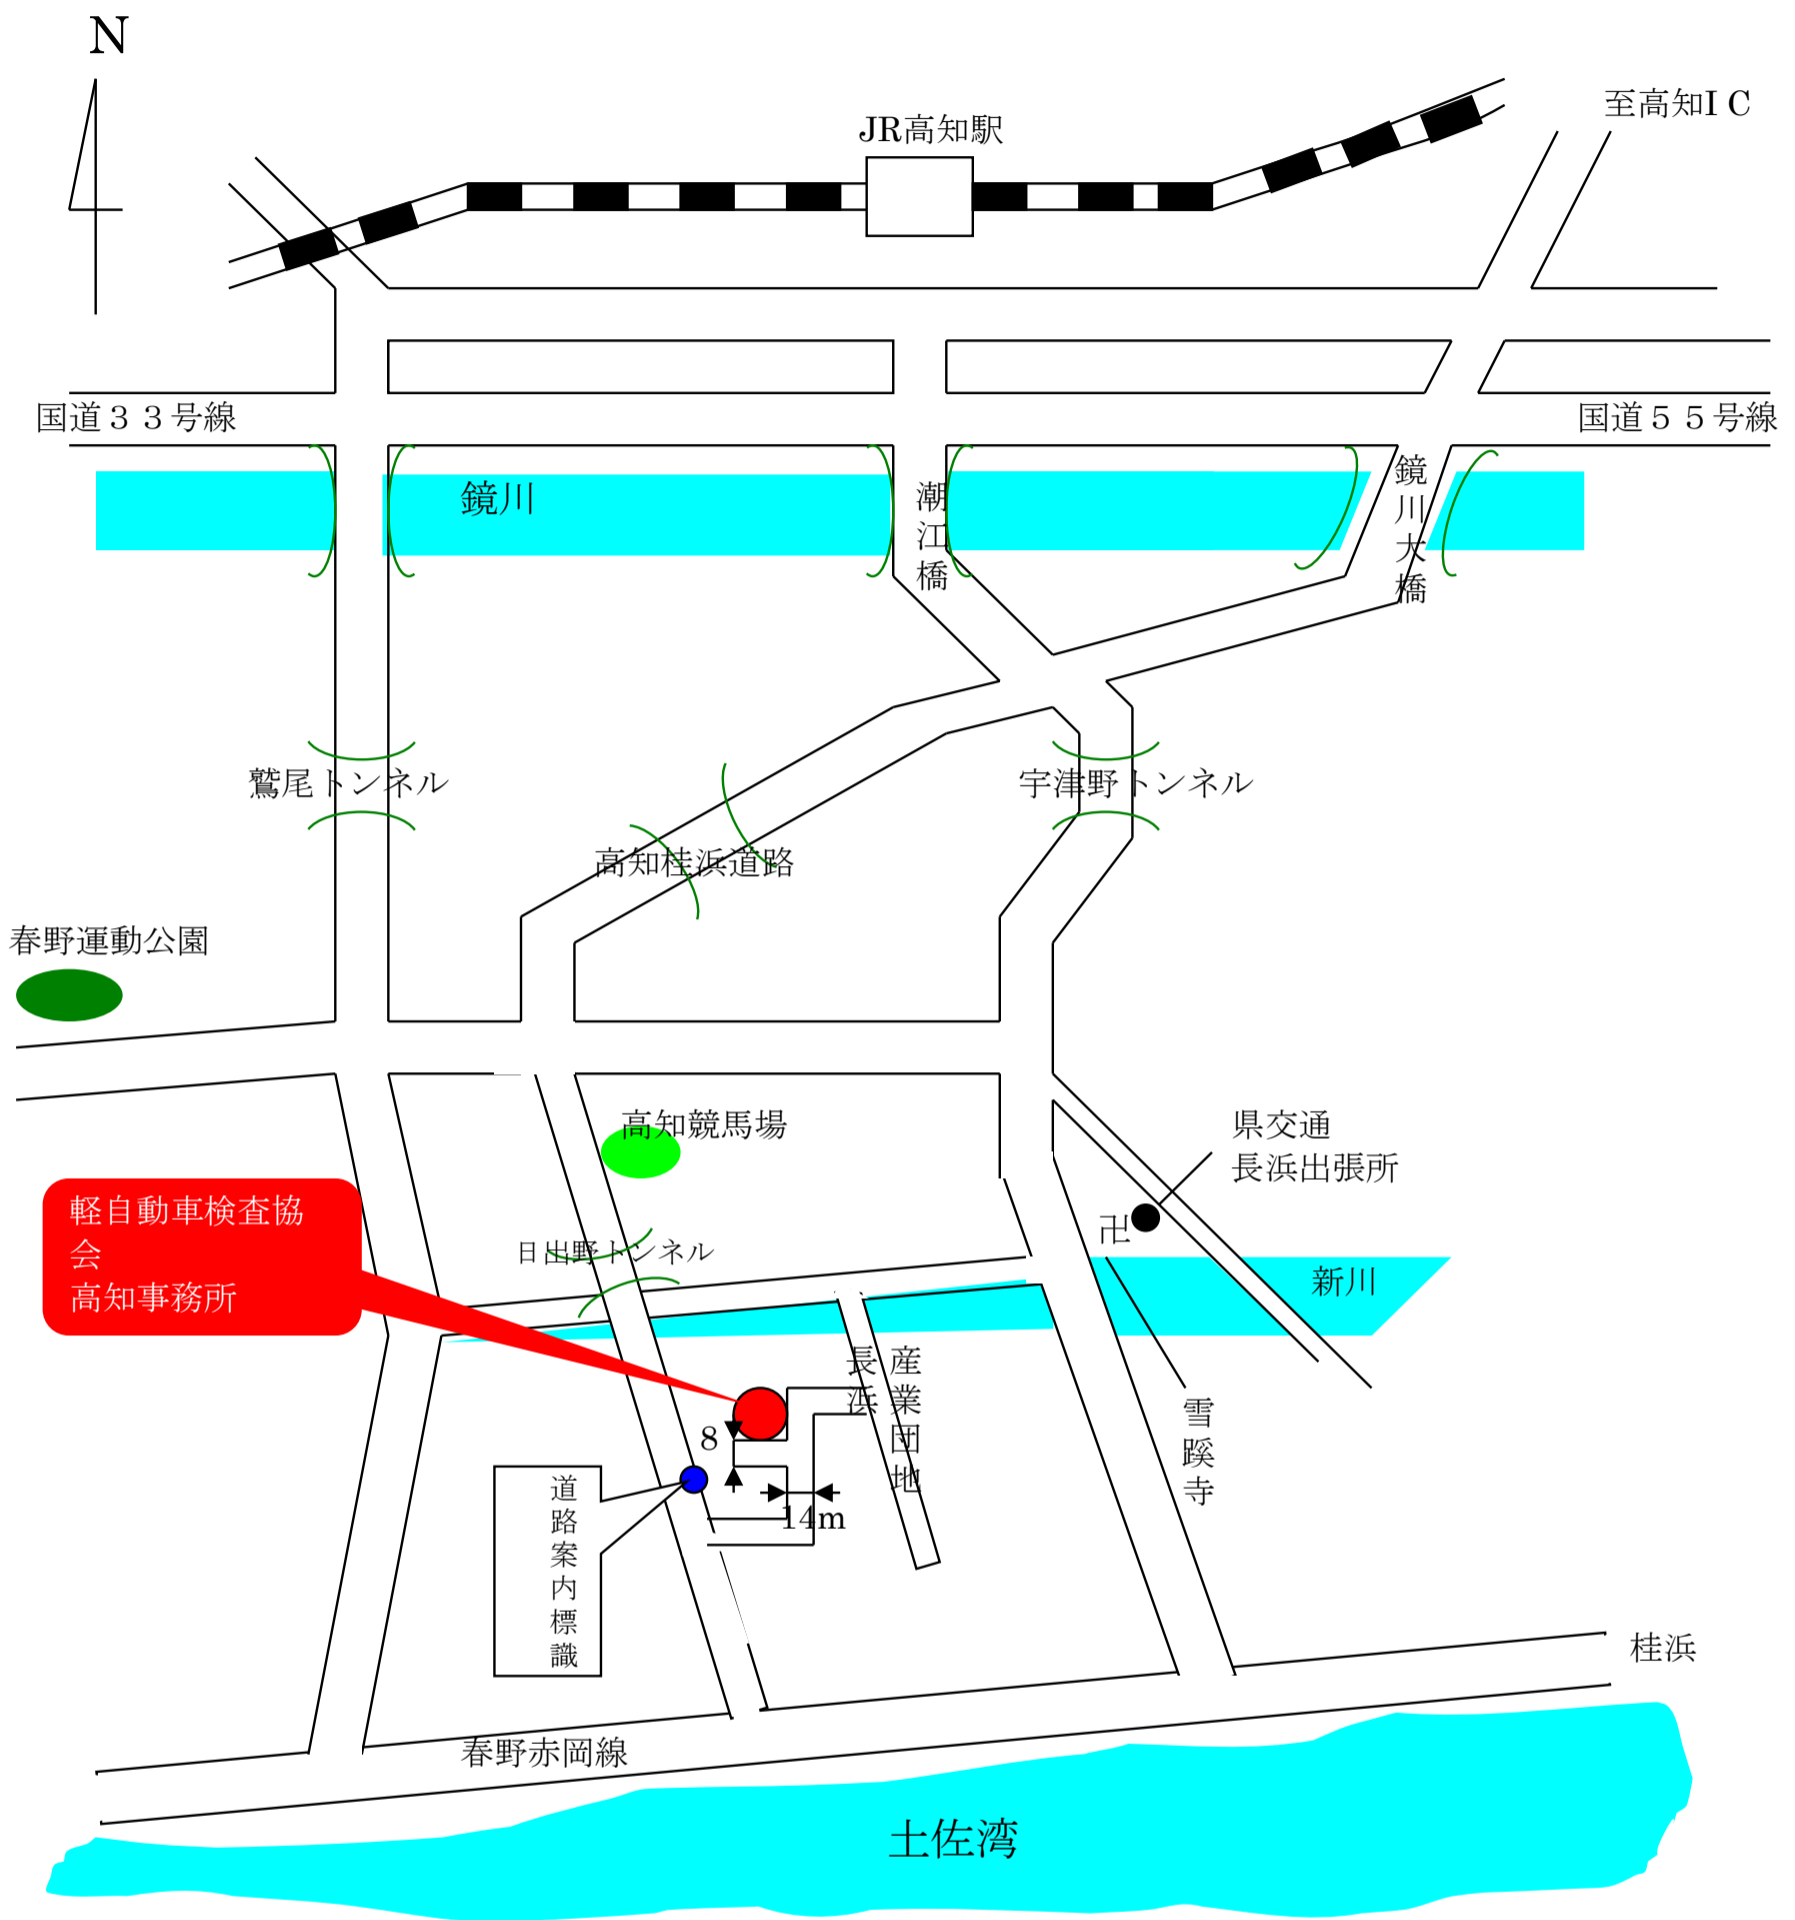 N
至高知ＩＣ
JR高知駅
国道３３号線
国道５５号線
鏡川
潮江橋
鏡川大橋
鷲尾トンネル
宇津野トンネル
高知桂浜道路
春野運動公園
高知競馬場
県交通
長浜出張所
軽自動車検査協
会
高知事務所
卍
日出野トンネル
新川
長浜
産業団地
雪蹊寺
8
14m
道路案内標識
桂浜
春野赤岡線
土佐湾